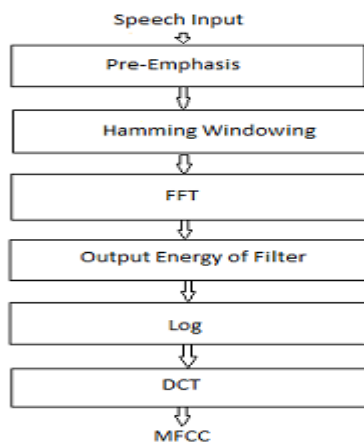 Speech Input
Pre-Emphasis
Hamming Windowing
FFT
Output Energy of Filter
Log
DCT
MFCC